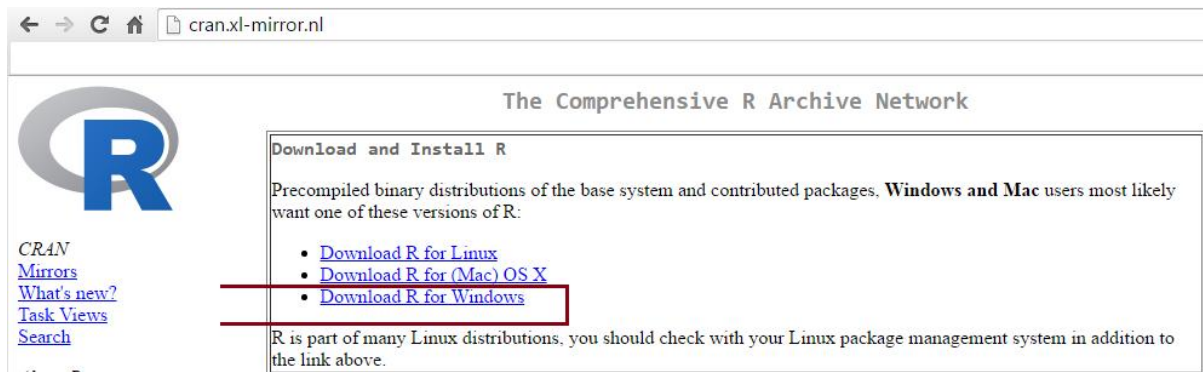 cran.xl-mirror.nl
The Comprehensive R Archive Network
R
CRAN
Mirrors
What's new?
Task Views
Search
Download and Install R
Precompiled binary distributions of the base system and contributed packages, Windows and Mac users most likely
want one of these versions of R:
• Download R for Linux
• Download R for (Mac) OS X
• Download R for Windows
R is part of many Linux distributions, you should check with your Linux package management system in addition to
the link above.